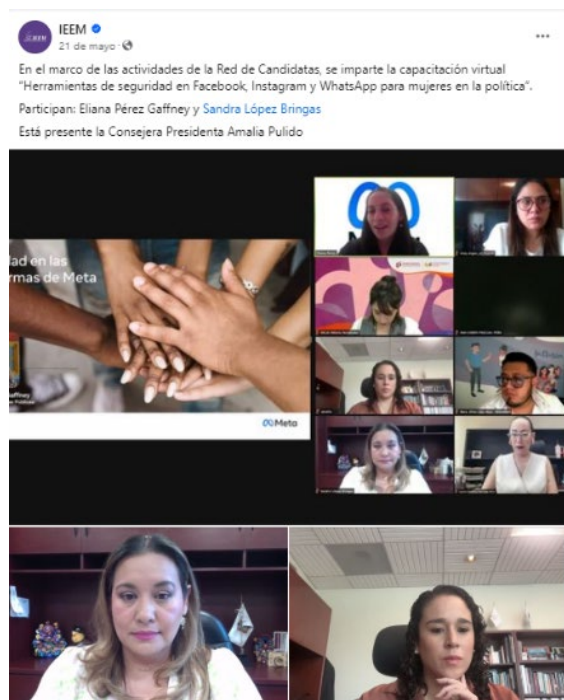 IEEM
21 de mayo
En el marco de las actividades de la Red de Candidatas, se imparte la capacitación virtual
"Herramientas de seguridad en Facebook, Instagram y WhatsApp para mujeres en la política".
Participan: Eliana Pérez Gaffney y Sandra López Bringas
Está presente la Consejera Presidenta Amalia Pulido
dad en las
rmas de Meta
Meta